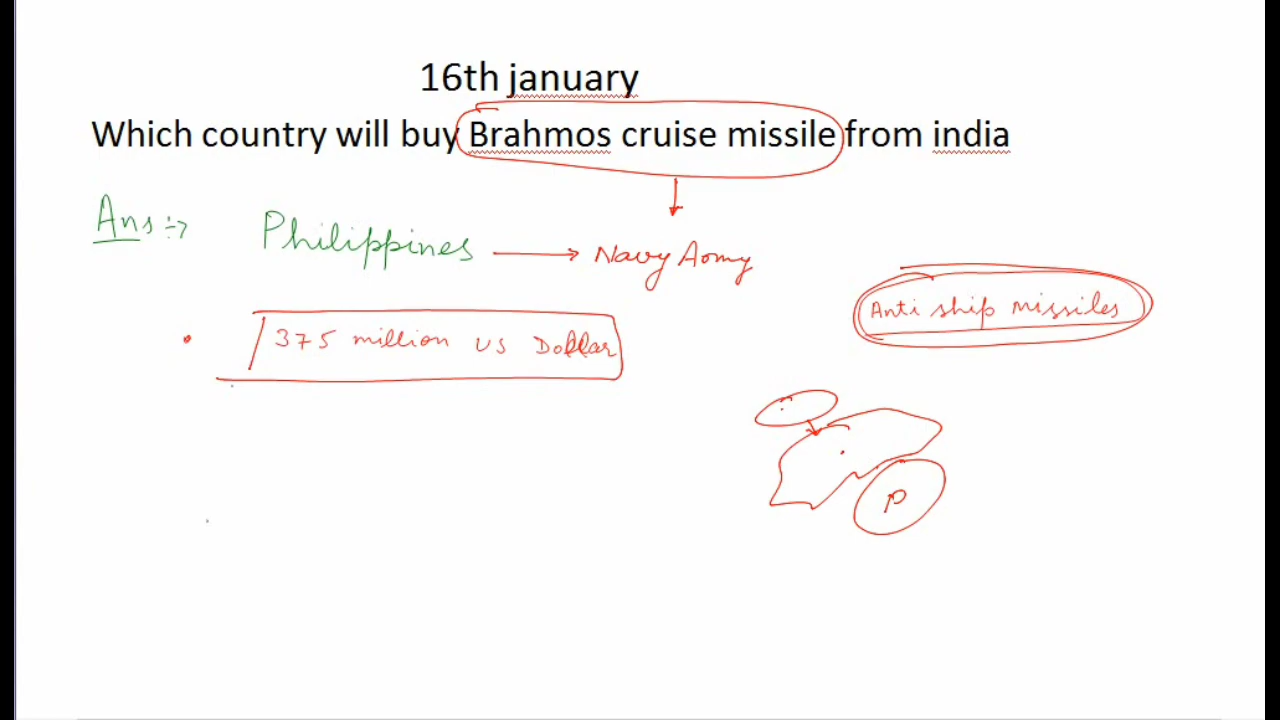 16th january
Which country will buy Brahmos cruise missile from india
Ans :→ Philippines → Navy Army
Anti ship missiles
375 million US Dollar
P